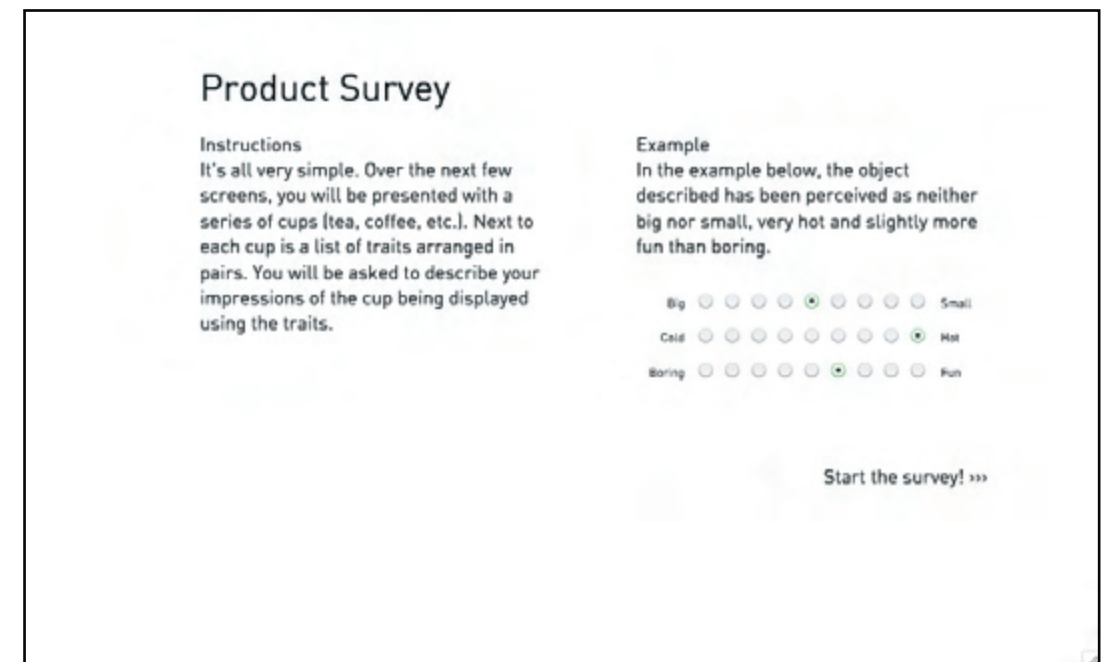 Product Survey
Instructions
It's all very simple. Over the next few
screens, you will be presented with a
series of cups (tea, coffee, etc.). Next to
each cup is a list of traits arranged in
pairs. You will be asked to describe your
impressions of the cup being displayed
using the traits.
Example
In the example below, the object
described has been perceived as neither
big nor small, very hot and slightly more
fun than boring.
Big Small
Cold Hot
Boring Fun
Start the survey! ›››